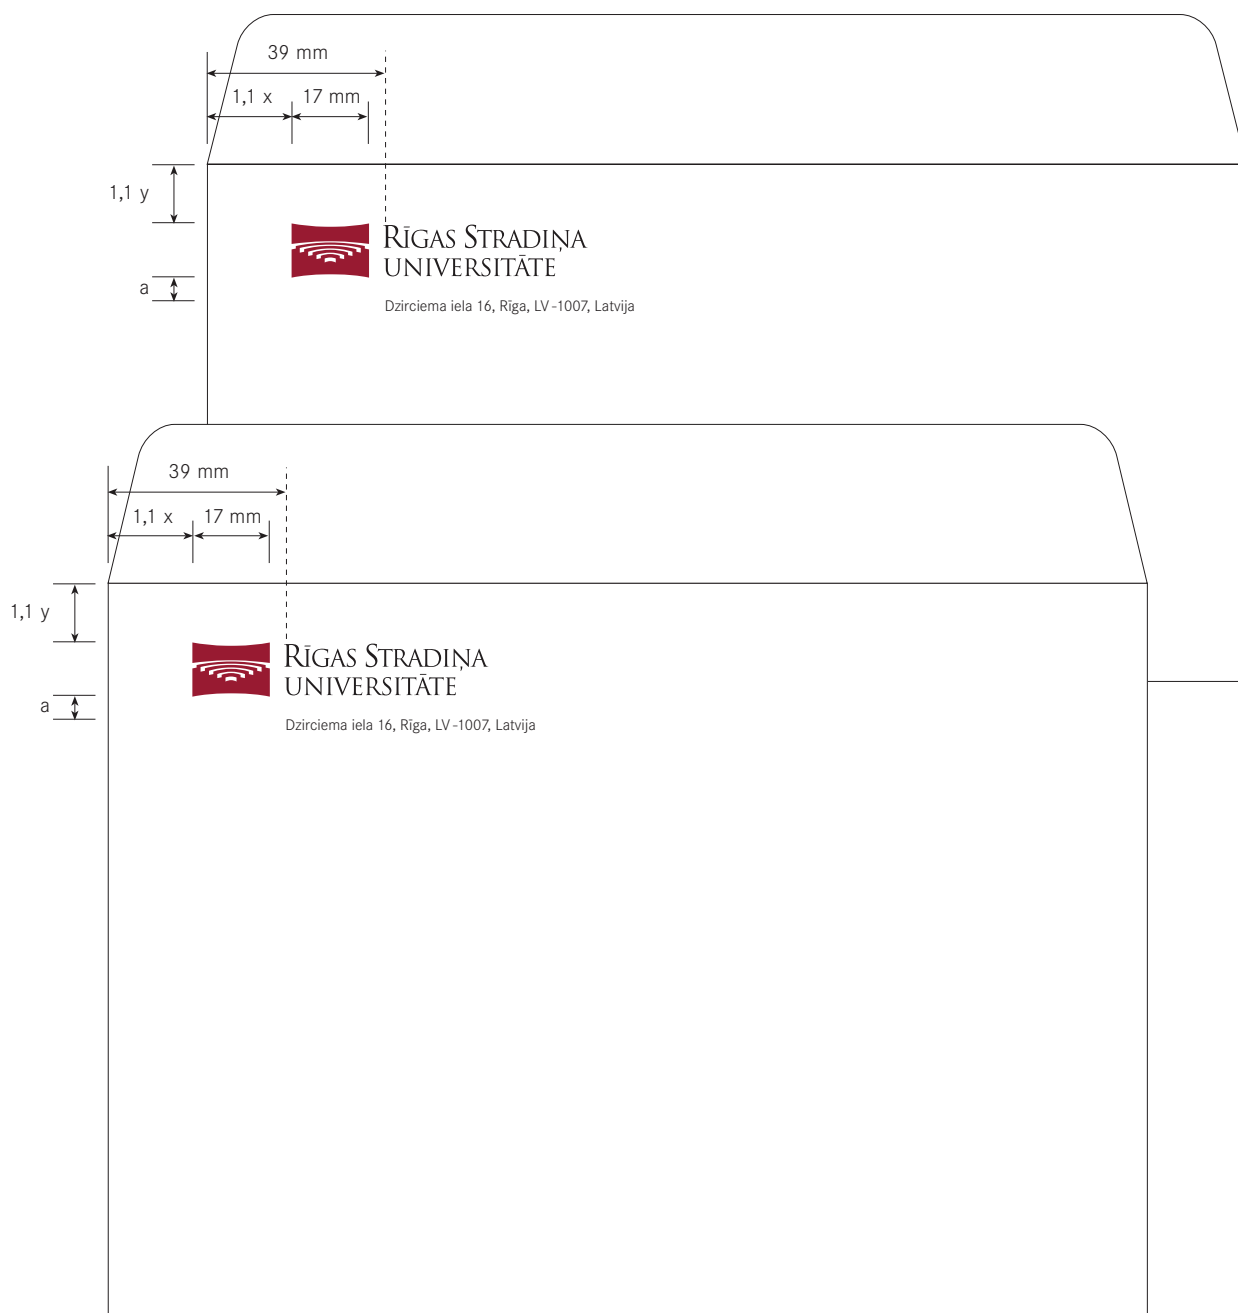 39 mm
1,1 x
17 mm
1,1 y
RĪGAS STRADIŅA
UNIVERSITĀTE
a
Dzirciema iela 16, Rīga, LV-1007, Latvija
39 mm
1,1 x
17 mm
1,1 y
RĪGAS STRADIŅA
UNIVERSITĀTE
a
Dzirciema iela 16, Rīga, LV-1007, Latvija